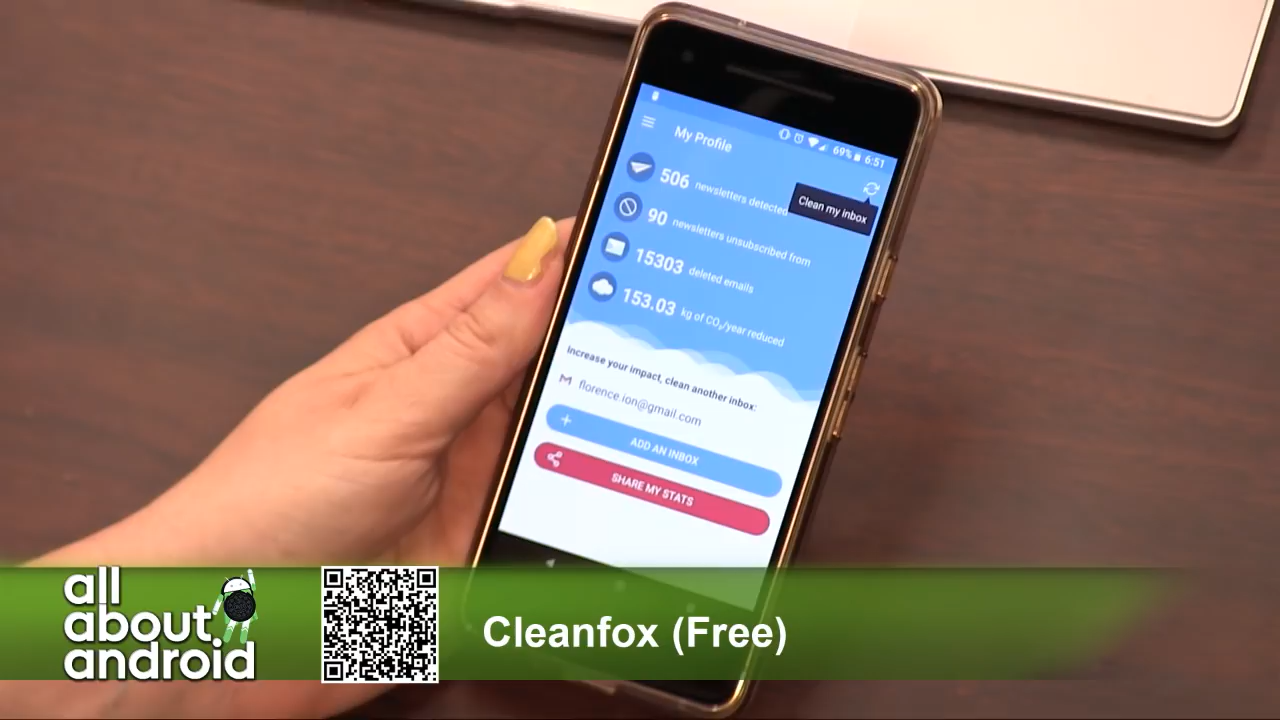 69% 6:51
My Profile
506 newsletters detected
Clean my inbox
90 newsletters unsubscribed from
15303 deleted emails
153.03 kg of CO₂/year reduced
Increase your impact, clean another inbox:
florence.ion@gmail.com
+ ADD AN INBOX
SHARE MY STATS
all
about
android
Cleanfox (Free)